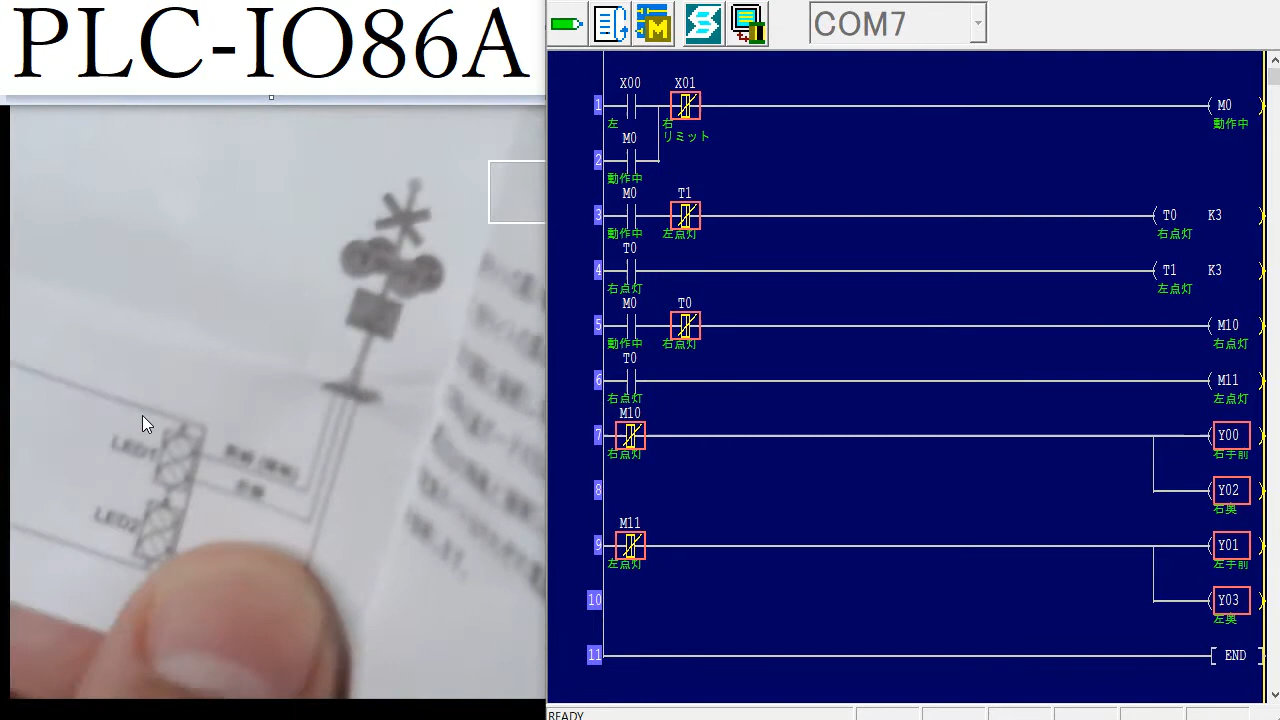 PLC-IO86A
COM7
X00 X01
1 M0
左 右 動作中
リミット
M0
2
動作中
M0 T1
3 T0 K3
動作中 左点灯 右点灯
T0
4 T1 K3
右点灯 左点灯
M0 T0
5 M10
動作中 右点灯 右点灯
T0
6 M11
右点灯 左点灯
M10
7 Y00
右点灯 右手前
8 Y02
右奥
M11
9 Y01
左点灯 左手前
10 Y03
左奥
11 END
READY
LED1
LED2